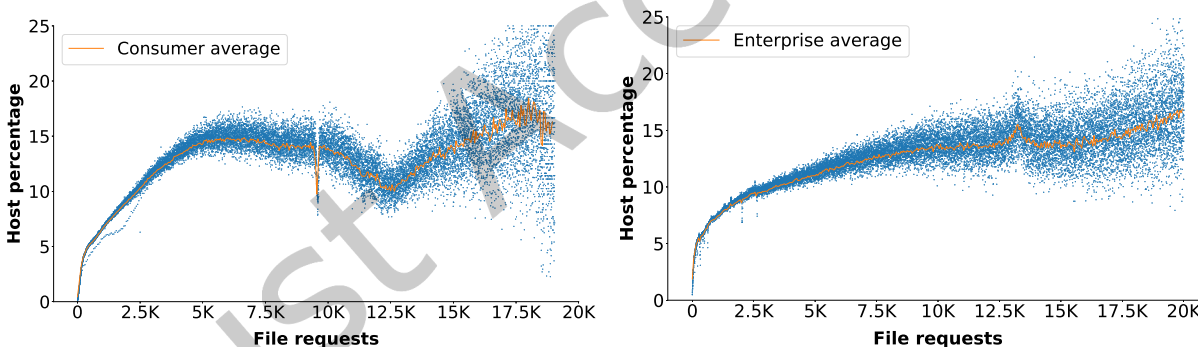 25
20
15
10
5
0
Host percentage
Consumer average
0 2.5K 5K 7.5K 10K 12.5K 15K 17.5K 20K
File requests
25
20
15
10
5
0
Host percentage
Enterprise average
0 2.5K 5K 7.5K 10K 12.5K 15K 17.5K 20K
File requests
ust Acc